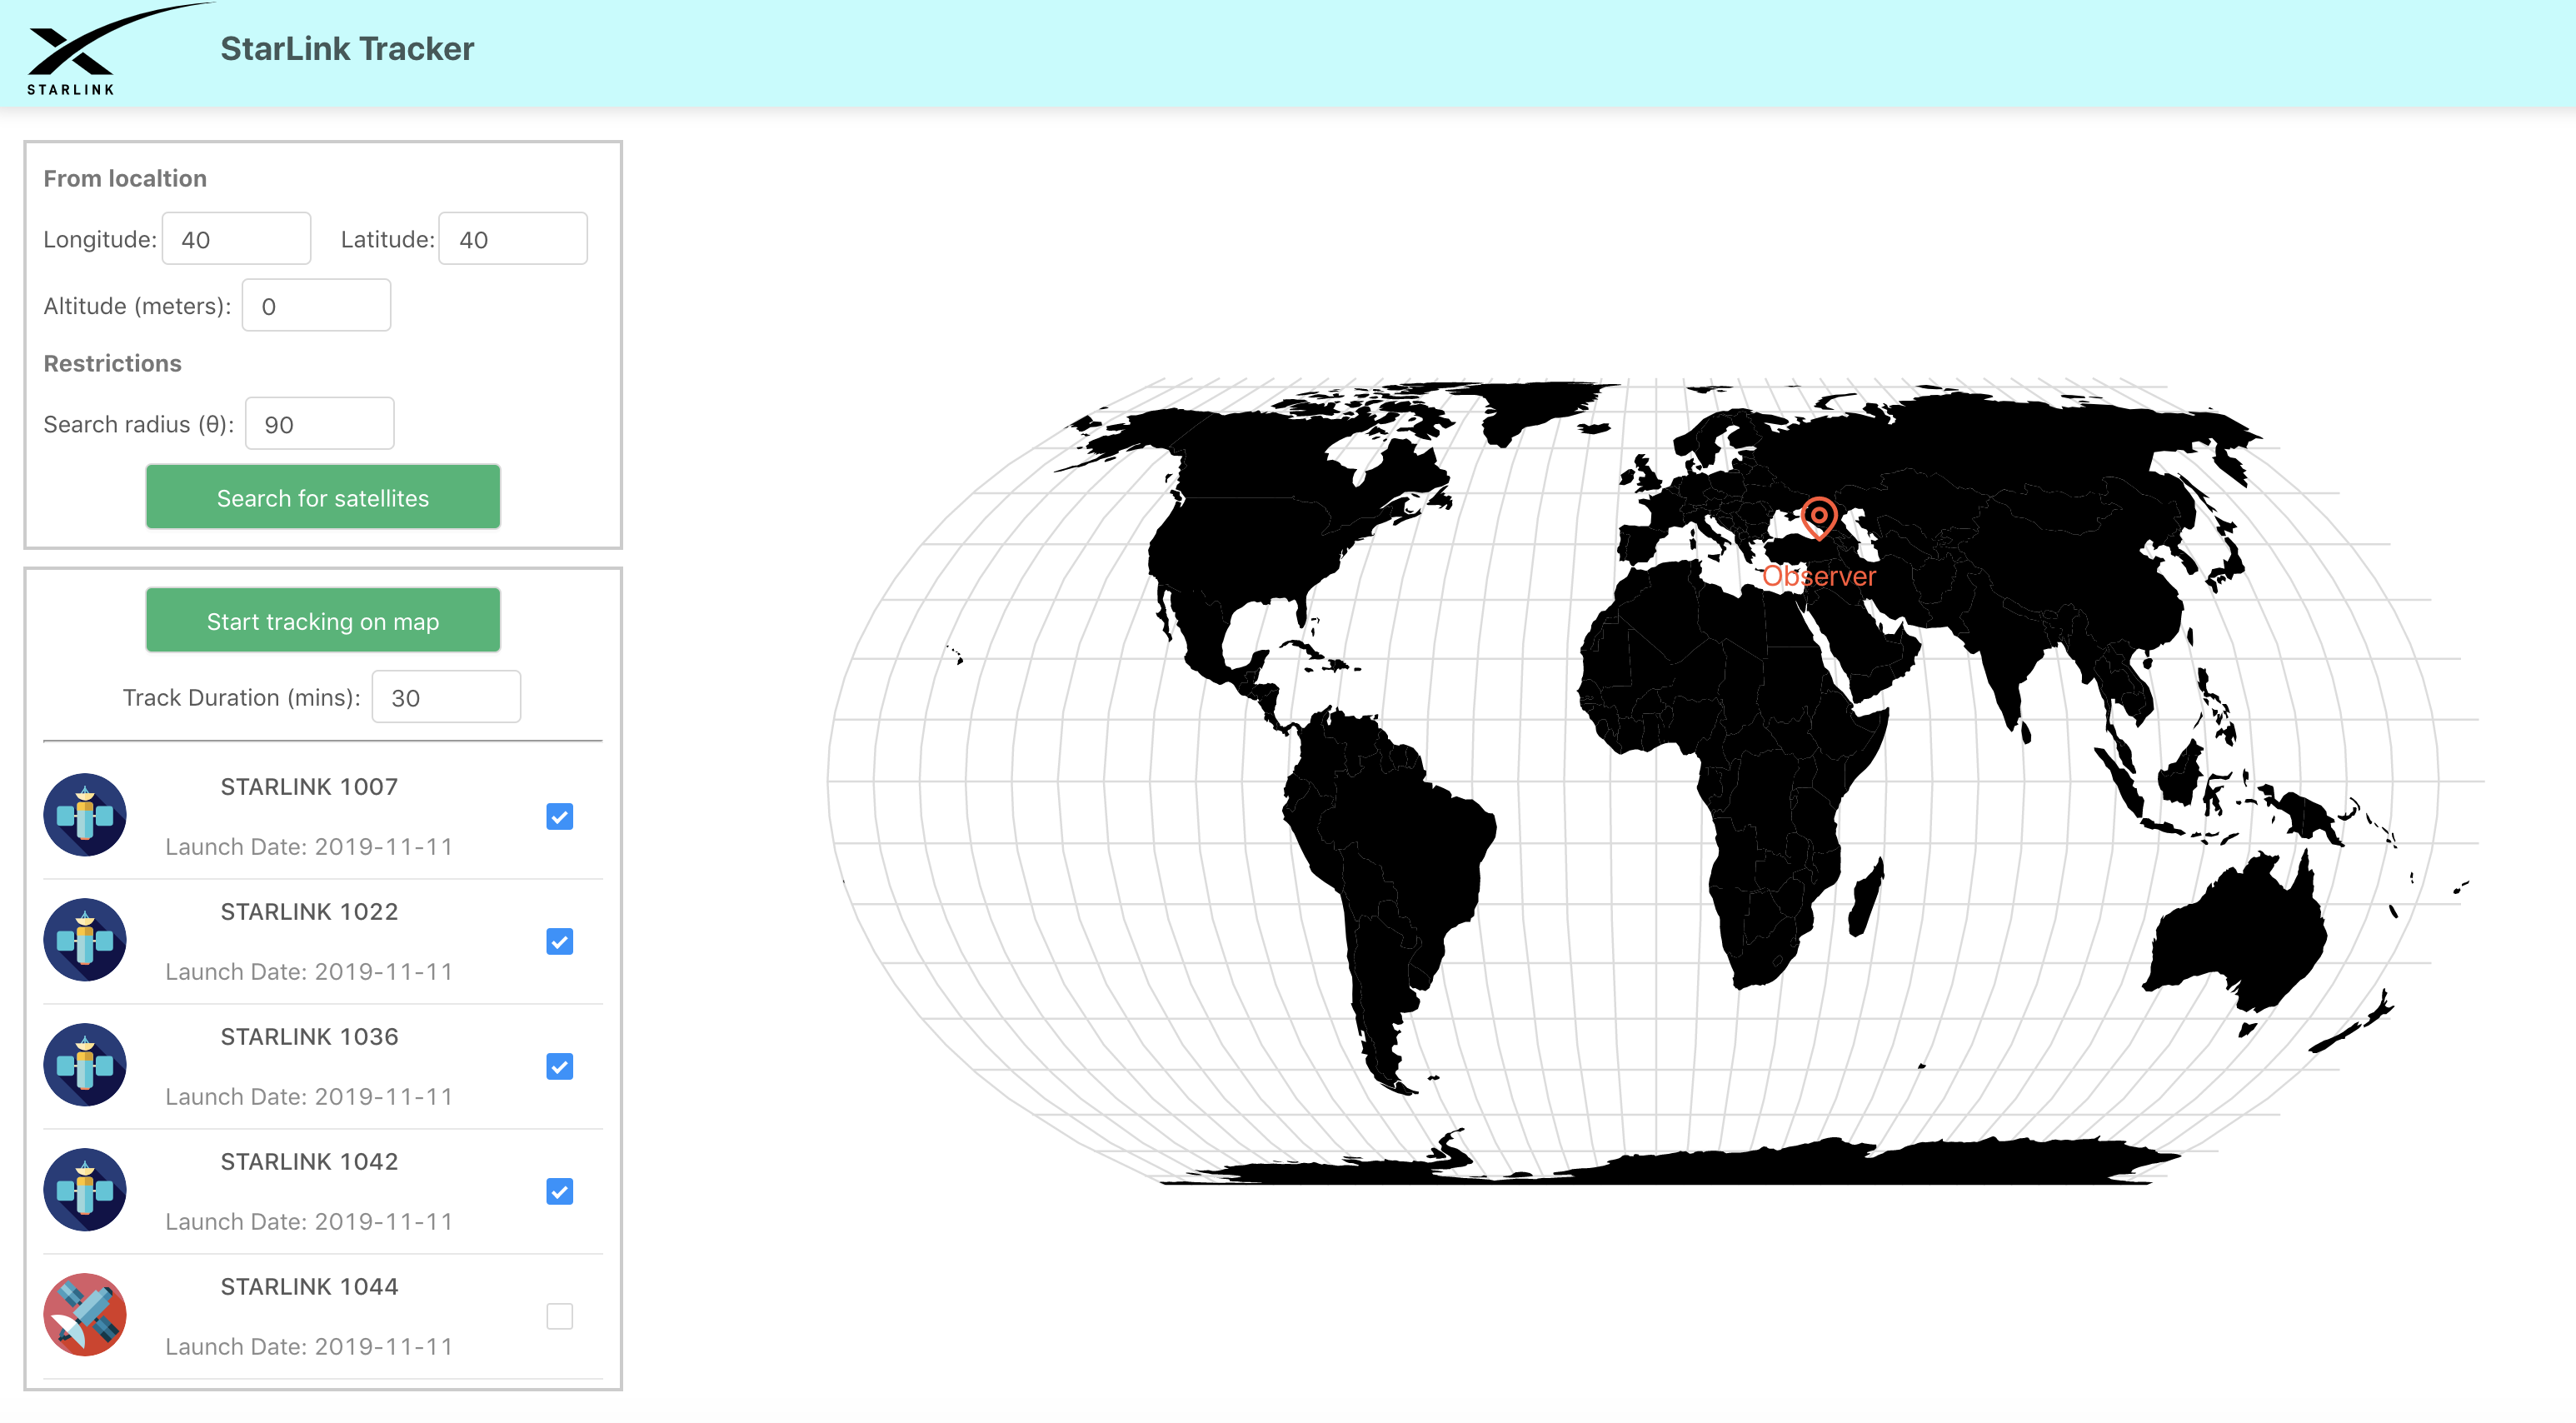 STARLINK
StarLink Tracker
From localtion
Longitude: 40 Latitude: 40
Altitude (meters): 0
Restrictions
Search radius (θ): 90
Search for satellites
Start tracking on map
Track Duration (mins): 30
STARLINK 1007
Launch Date: 2019-11-11
STARLINK 1022
Launch Date: 2019-11-11
STARLINK 1036
Launch Date: 2019-11-11
STARLINK 1042
Launch Date: 2019-11-11
STARLINK 1044
Launch Date: 2019-11-11
Observer